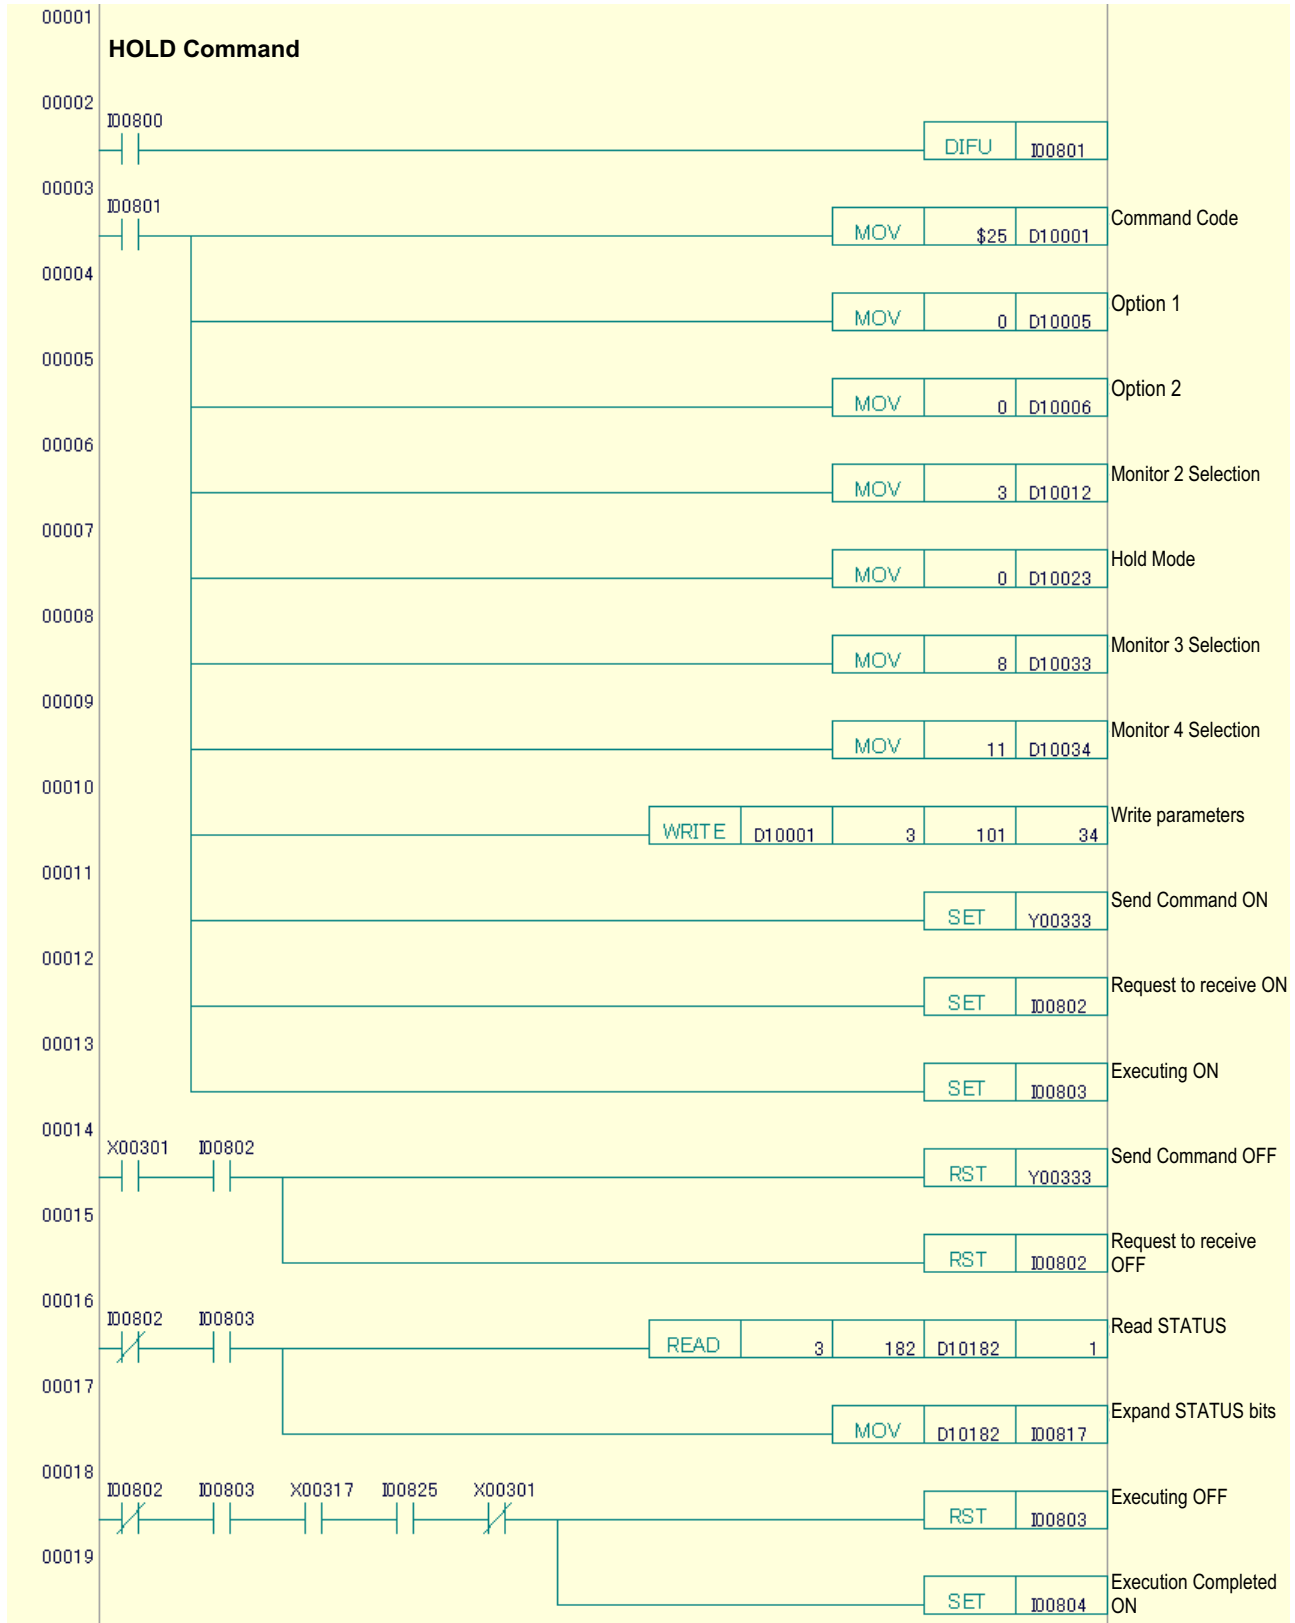 00001
HOLD Command
00002
I00800
DIFU I00801
00003
I00801
MOV $25 D10001 Command Code
00004
MOV 0 D10005 Option 1
00005
MOV 0 D10006 Option 2
00006
MOV 3 D10012 Monitor 2 Selection
00007
MOV 0 D10023 Hold Mode
00008
MOV 8 D10033 Monitor 3 Selection
00009
MOV 11 D10034 Monitor 4 Selection
00010
WRITE D10001 3 101 34 Write parameters
00011
SET Y00333 Send Command ON
00012
SET I00802 Request to receive ON
00013
SET I00803 Executing ON
00014
X00301 I00802
RST Y00333 Send Command OFF
00015
RST I00802 Request to receive
OFF
00016
I00802 I00803
READ 3 182 D10182 1 Read STATUS
00017
MOV D10182 I00817 Expand STATUS bits
00018
I00802 I00803 X00317 I00825 X00301
RST I00803 Executing OFF
00019
SET I00804 Execution Completed
ON